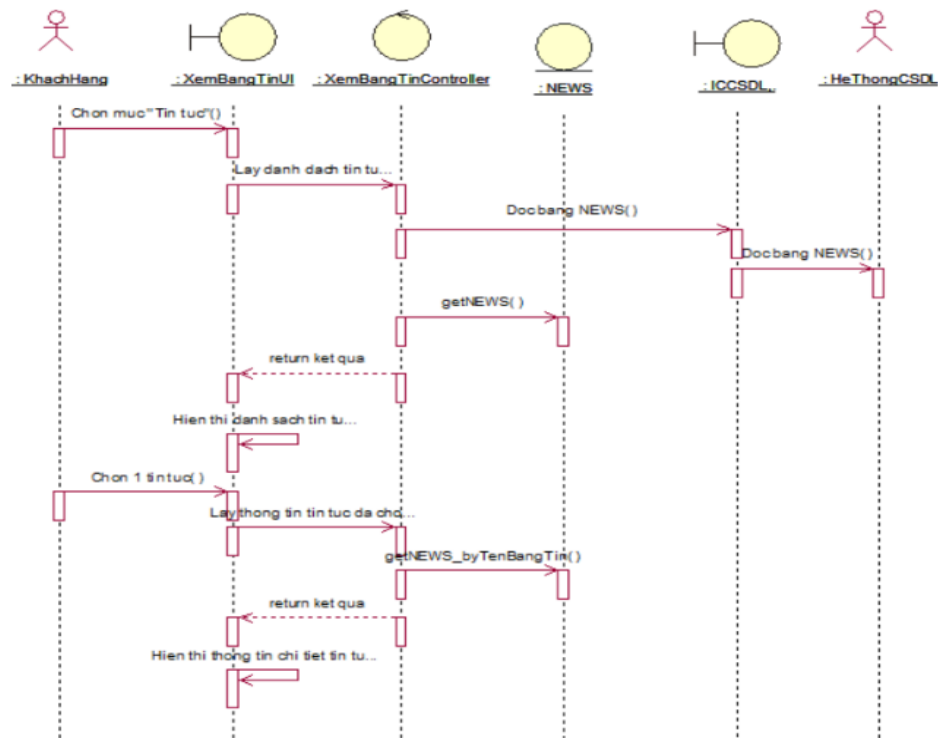 : KhachHang
: XemBangTinUI
: XemBangTinController
: NEWS
: ICCSDL,,
: HeThongCSDL
Chon muc "Tin tuc"()
Lay danh dach tin tu...
Docbang NEWS()
Docbang NEWS()
getNEWS()
return ket qua
Hien thi danh sach tin tu...
Chon 1 tin tuc()
Lay thong tin tin tuc da cho...
getNEWS_byTenBangTin()
return ket qua
Hien thi thong tin chi tiet tin tu...